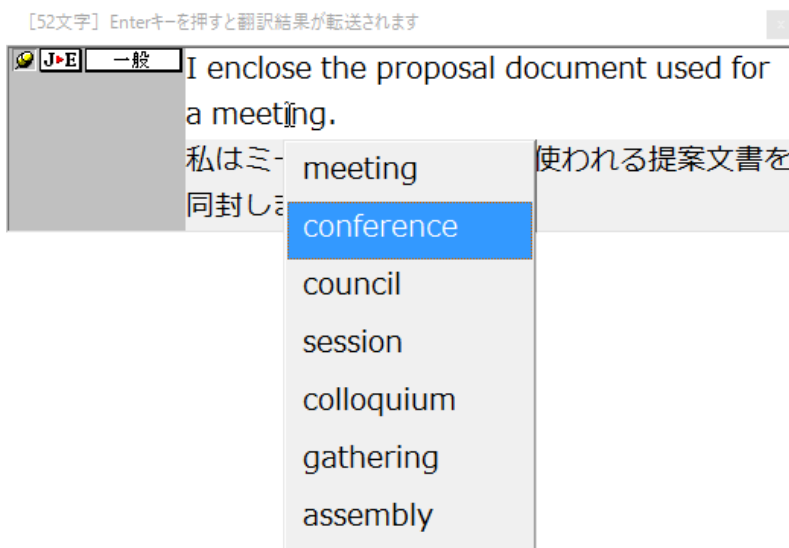 [52文字] Enterキーを押すと翻訳結果が転送されます
x
J▶E 一般
I enclose the proposal document used for
a meeting.
私はミー 使われる提案文書を
同封し
meeting
conference
council
session
colloquium
gathering
assembly